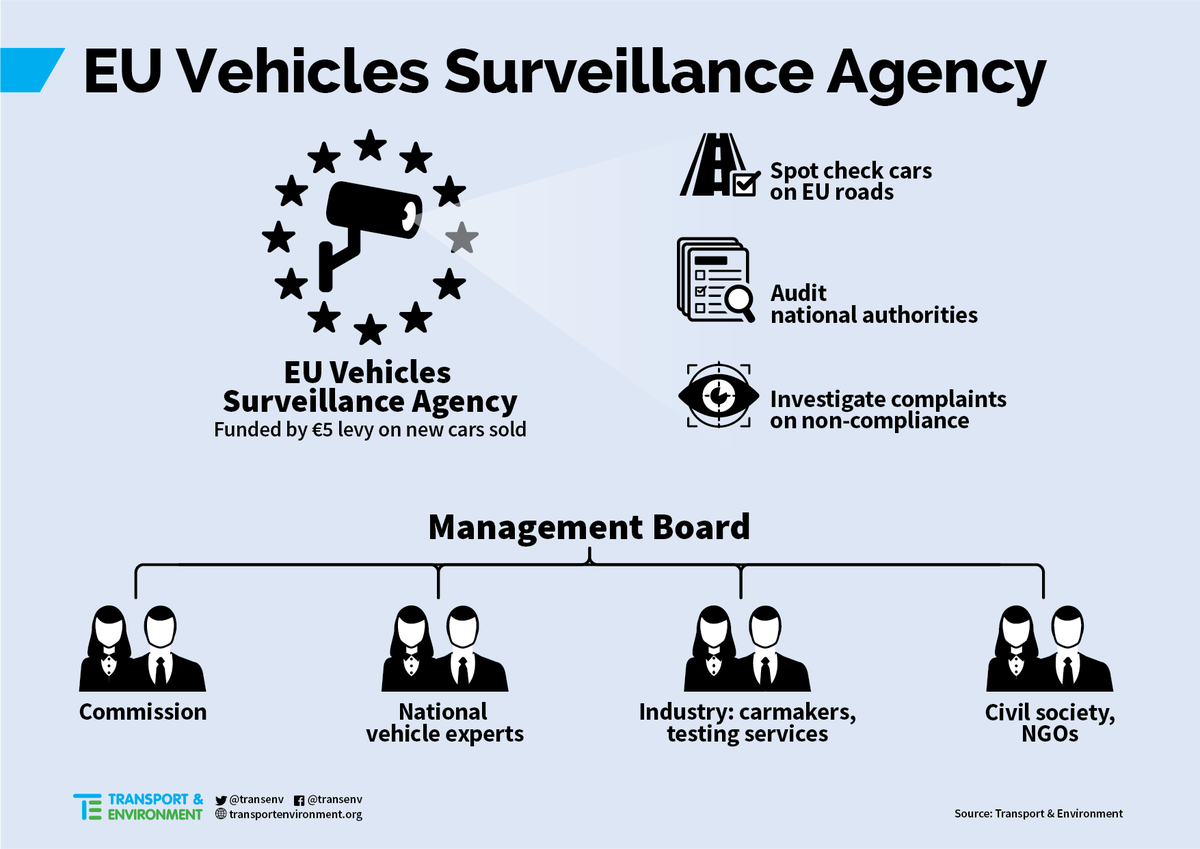 EU Vehicles Surveillance Agency
Spot check cars
on EU roads
Audit
national authorities
Investigate complaints
on non-compliance
EU Vehicles
Surveillance Agency
Funded by €5 levy on new cars sold
Management Board
Commission
National
vehicle experts
Industry: carmakers,
testing services
Civil society,
NGOs
TE TRANSPORT &
ENVIRONMENT
@transenv @transenv
transportenvironment.org
Source: Transport & Environment